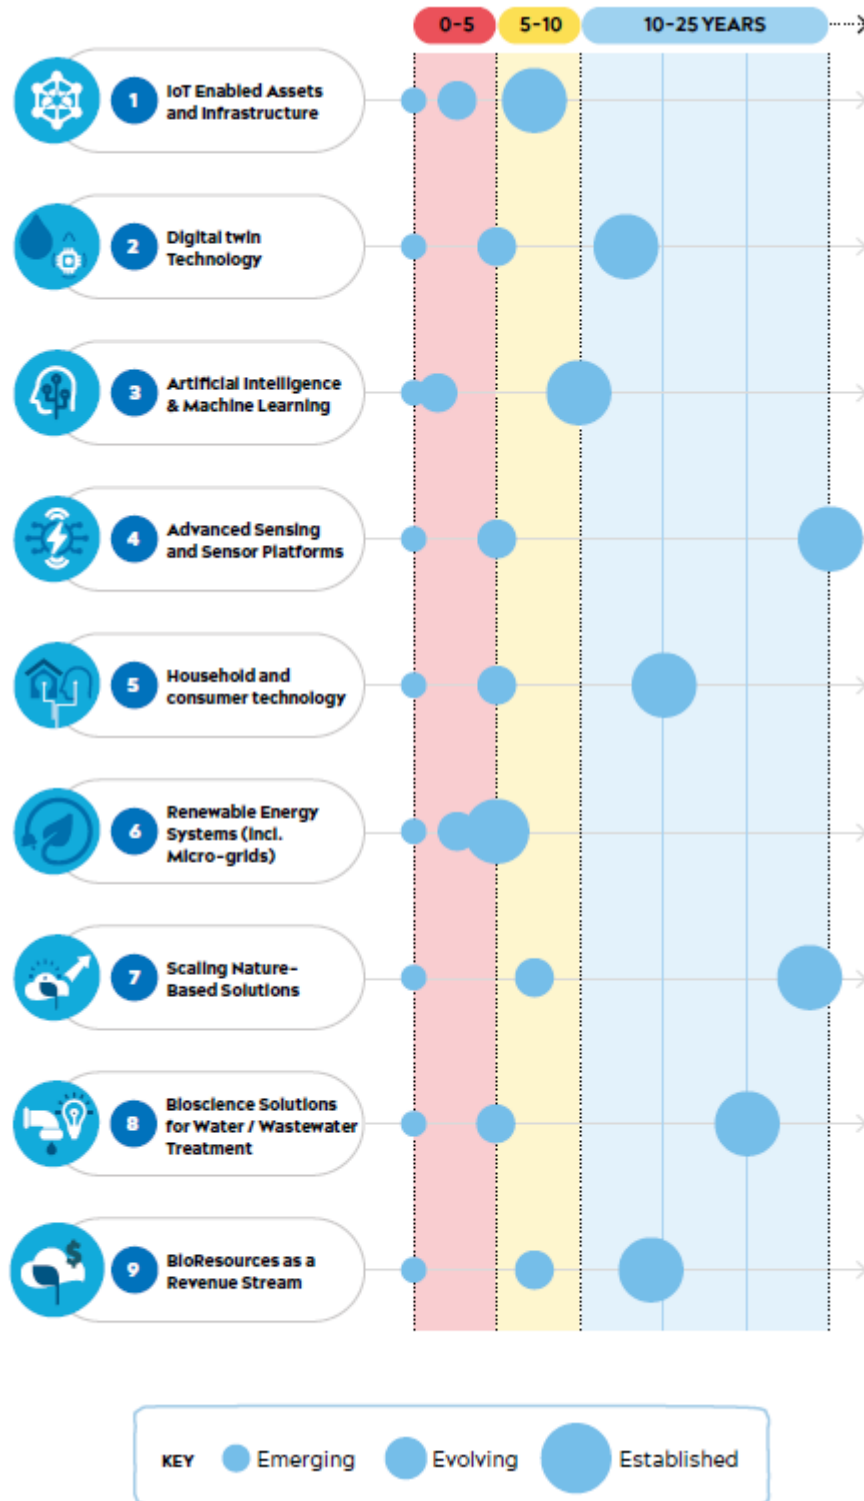 0-5 5-10 10-25 YEARS
1 IoT Enabled Assets
and Infrastructure
2 Digital twin
Technology
3 Artificial Intelligence
& Machine Learning
4 Advanced Sensing
and Sensor Platforms
5 Household and
consumer technology
6 Renewable Energy
Systems (incl.
Micro-grids)
7 Scaling Nature-
Based Solutions
8 Bioscience Solutions
for Water / Wastewater
Treatment
$
9 BioResources as a
Revenue Stream
KEY Emerging Evolving Established